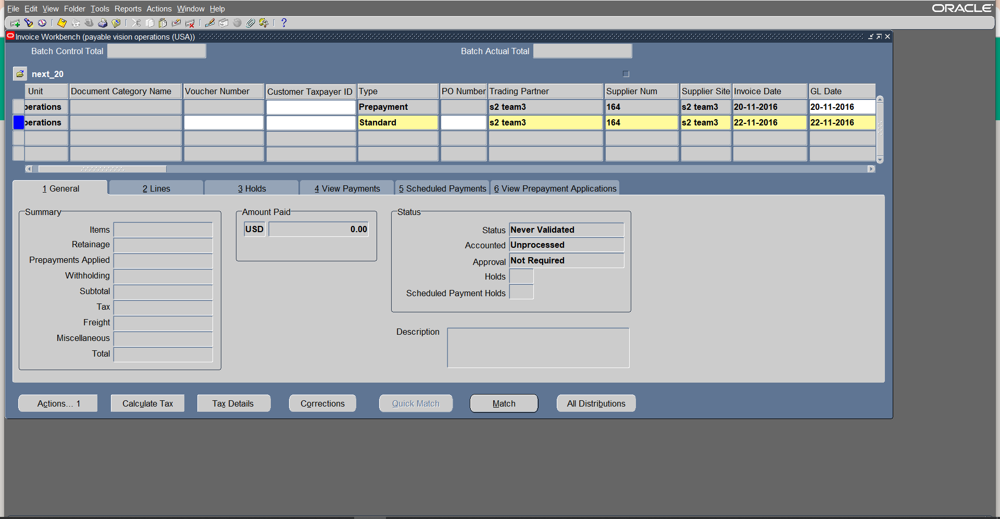 File Edit View Folder Tools Reports Actions Window Help
ORACLE
Invoice Workbench (payable vision operations (USA))
Batch Control Total
Batch Actual Total
next_20
Unit Document Category Name Voucher Number Customer Taxpayer ID Type PO Number Trading Partner Supplier Num Supplier Site Invoice Date GL Date
perations Prepayment s2 team3 164 s2 team3 20-11-2016 20-11-2016
perations Standard s2 team3 164 s2 team3 22-11-2016 22-11-2016
1 General 2 Lines 3 Holds 4 View Payments 5 Scheduled Payments 6 View Prepayment Applications
Summary
Items
Retainage
Prepayments Applied
Withholding
Subtotal
Tax
Freight
Miscellaneous
Total
Amount Paid
USD 0.00
Status
Status Never Validated
Accounted Unprocessed
Approval Not Required
Holds
Scheduled Payment Holds
Description
Actions... 1 Calculate Tax Tax Details Corrections Quick Match Match All Distributions